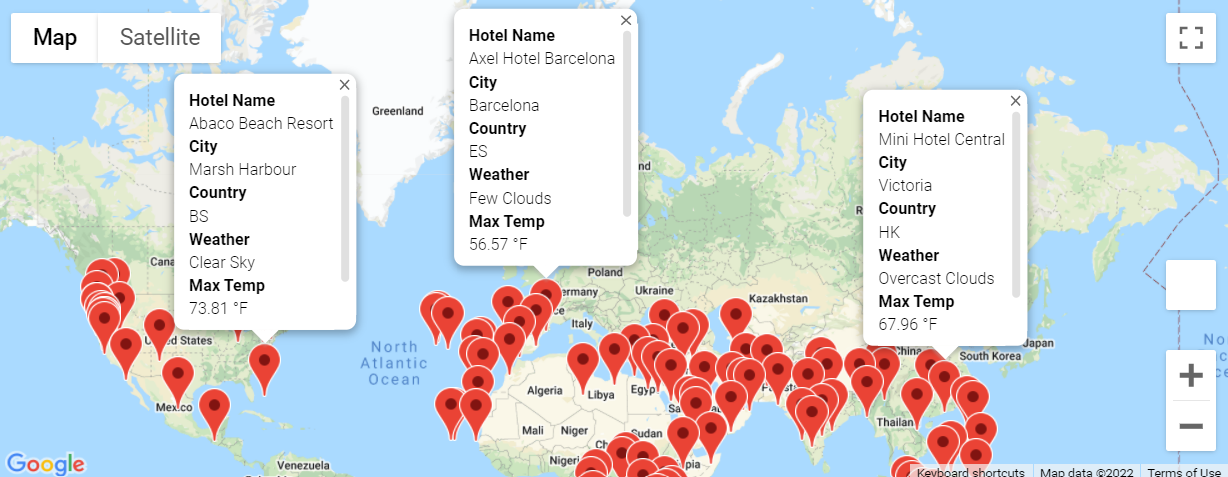 Map
Satellite
Hotel Name
Abaco Beach Resort
City
Marsh Harbour
Country
BS
Weather
Clear Sky
Max Temp
73.81 °F
Hotel Name
Axel Hotel Barcelona
City
Barcelona
Country
ES
Weather
Few Clouds
Max Temp
56.57 °F
Hotel Name
Mini Hotel Central
City
Victoria
Country
HK
Weather
Overcast Clouds
Max Temp
67.96 °F
Greenland
Poland
Ukraine
Kazakhstan
Italy
North
Atlantic
Ocean
Mexico
Venezuela
Algeria
Libya
Mali
Niger
Sudan
Thailand
China
South Korea
Japan
Google
Keyboard shortcuts
Map data ©2022
Terms of Use